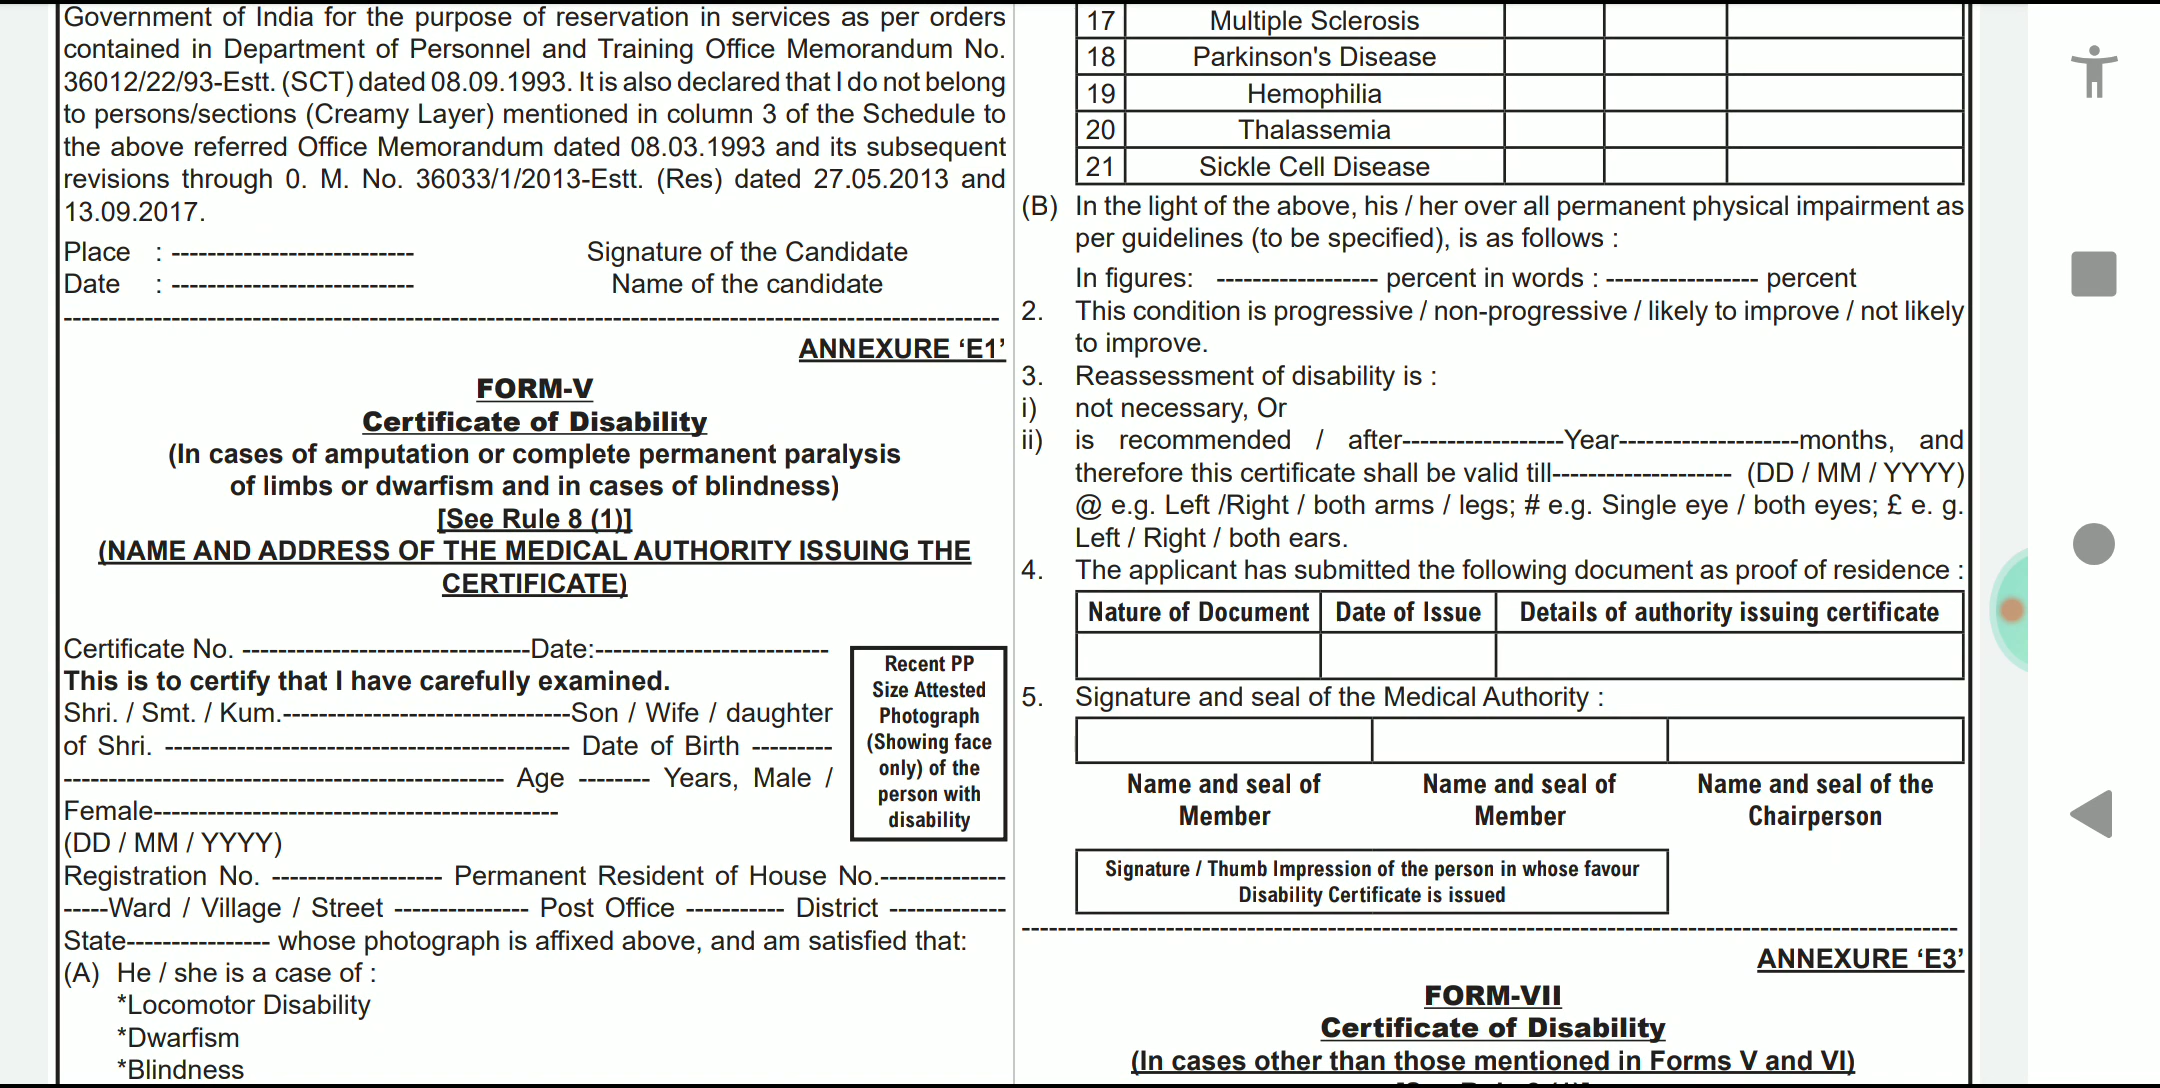 Government of India for the purpose of reservation in services as per orders
contained in Department of Personnel and Training Office Memorandum No.
36012/22/93-Estt. (SCT) dated 08.09.1993. It is also declared that I do not belong
to persons/sections (Creamy Layer) mentioned in column 3 of the Schedule to
the above referred Office Memorandum dated 08.03.1993 and its subsequent
revisions through 0. M. No. 36033/1/2013-Estt. (Res) dated 27.05.2013 and
13.09.2017.
Place : --------------------------- Signature of the Candidate
Date : --------------------------- Name of the candidate
--------------------------------------------------------------------------------------------------------
ANNEXURE ‘E1’
FORM-V
Certificate of Disability
(In cases of amputation or complete permanent paralysis
of limbs or dwarfism and in cases of blindness)
[See Rule 8 (1)]
(NAME AND ADDRESS OF THE MEDICAL AUTHORITY ISSUING THE
CERTIFICATE)
Certificate No. --------------------------------Date:--------------------------
This is to certify that I have carefully examined.
Shri. / Smt. / Kum.--------------------------------Son / Wife / daughter
of Shri. --------------------------------------------- Date of Birth ---------
------------------------------------------------- Age -------- Years, Male /
Female---------------------------------------------
(DD / MM / YYYY)
Recent PP
Size Attested
Photograph
(Showing face
only) of the
person with
disability
Registration No. ------------------- Permanent Resident of House No.--------------
-----Ward / Village / Street --------------- Post Office ----------- District -------------
State---------------- whose photograph is affixed above, and am satisfied that:
(A) He / she is a case of :
*Locomotor Disability
*Dwarfism
*Blindness
17 Multiple Sclerosis
18 Parkinson's Disease
19 Hemophilia
20 Thalassemia
21 Sickle Cell Disease
(B) In the light of the above, his / her over all permanent physical impairment as
per guidelines (to be specified), is as follows :
In figures: ------------------ percent in words : ----------------- percent
2. This condition is progressive / non-progressive / likely to improve / not likely
to improve.
3. Reassessment of disability is :
i) not necessary, Or
ii) is recommended / after------------------Year--------------------months, and
therefore this certificate shall be valid till-------------------- (DD / MM / YYYY)
@ e.g. Left /Right / both arms / legs; # e.g. Single eye / both eyes; £ e. g.
Left / Right / both ears.
4. The applicant has submitted the following document as proof of residence :
Nature of Document Date of Issue Details of authority issuing certificate
5. Signature and seal of the Medical Authority :
Name and seal of Name and seal of Name and seal of the
Member Member Chairperson
Signature / Thumb Impression of the person in whose favour
Disability Certificate is issued
--------------------------------------------------------------------------------------------------------
ANNEXURE ‘E3’
FORM-VII
Certificate of Disability
(In cases other than those mentioned in Forms V and VI)